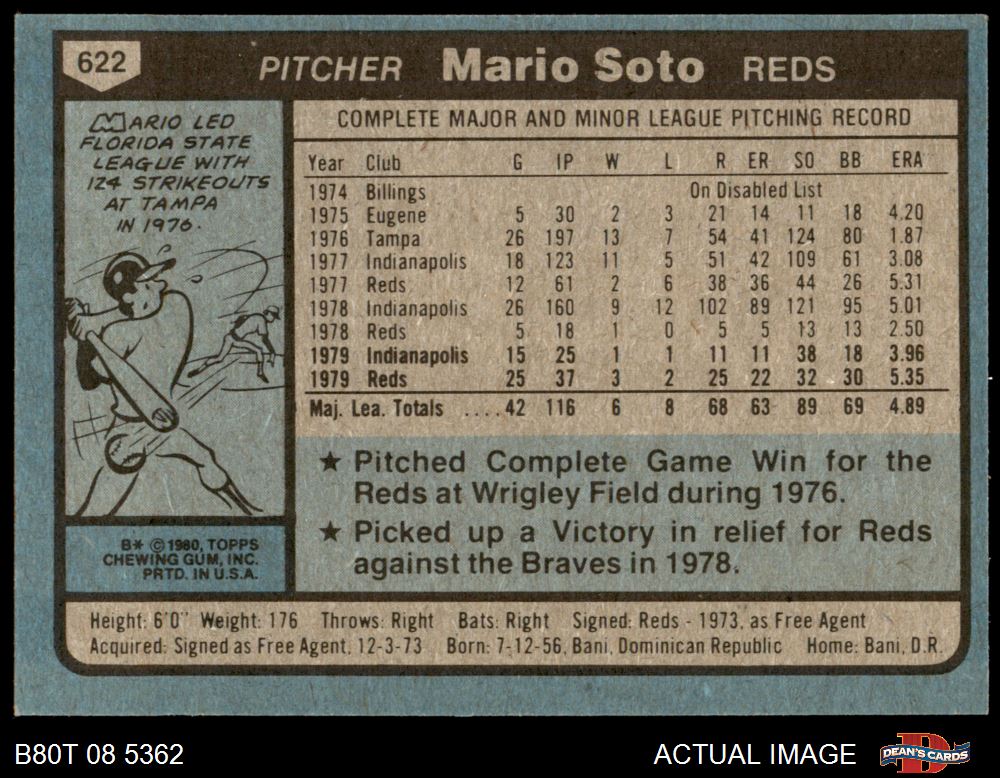 622
PITCHER Mario Soto REDS
MARIO LED
FLORIDA STATE
LEAGUE WITH
124 STRIKEOUTS
AT TAMPA
IN 1976.
COMPLETE MAJOR AND MINOR LEAGUE PITCHING RECORD
Year Club G IP W L R ER SO BB ERA
1974 Billings On Disabled List
1975 Eugene 5 30 2 3 21 14 11 18 4.20
1976 Tampa 26 197 13 7 54 41 124 80 1.87
1977 Indianapolis 18 123 11 5 51 42 109 61 3.08
1977 Reds 12 61 2 6 38 36 44 26 5.31
1978 Indianapolis 26 160 9 12 102 89 121 95 5.01
1978 Reds 5 18 1 0 5 5 13 13 2.50
1979 Indianapolis 15 25 1 1 11 11 38 18 3.96
1979 Reds 25 37 3 2 25 22 32 30 5.35
Maj. Lea. Totals ....42 116 6 8 68 63 89 69 4.89
★ Pitched Complete Game Win for the
Reds at Wrigley Field during 1976.
★ Picked up a Victory in relief for Reds
against the Braves in 1978.
B* © 1980, TOPPS
CHEWING GUM, INC.
PRTD. IN U.S.A.
Height: 6'0" Weight: 176 Throws: Right Bats: Right Signed: Reds - 1973, as Free Agent
Acquired: Signed as Free Agent, 12-3-73 Born: 7-12-56, Bani, Dominican Republic Home: Bani, D.R.
B80T 08 5362
ACTUAL IMAGE
D
DEAN'S CARDS